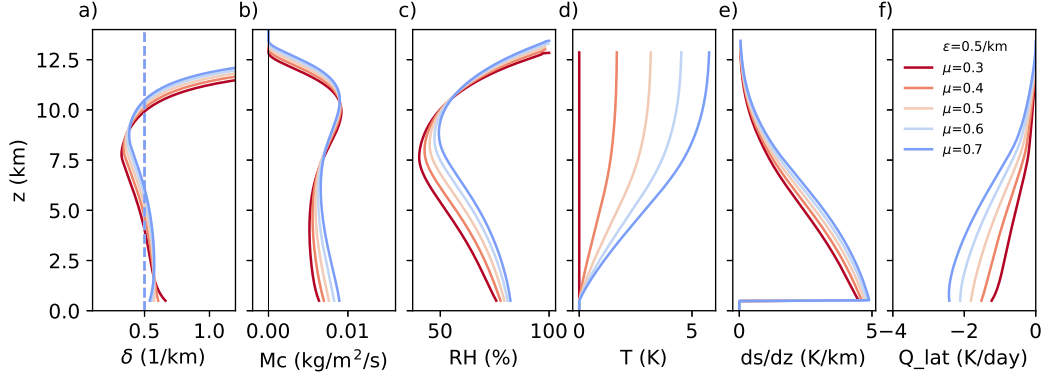 a) b) c) d) e) f)
z (km)
12.5
10.0
7.5
5.0
2.5
0.0
0.5 1.0
δ (1/km)
0.00 0.01
Mc (kg/m²/s)
50 100
RH (%)
0 5
T (K)
0 5
ds/dz (K/km)
−4 −2 0
Q_lat (K/day)
ε=0.5/km
μ=0.3
μ=0.4
μ=0.5
μ=0.6
μ=0.7